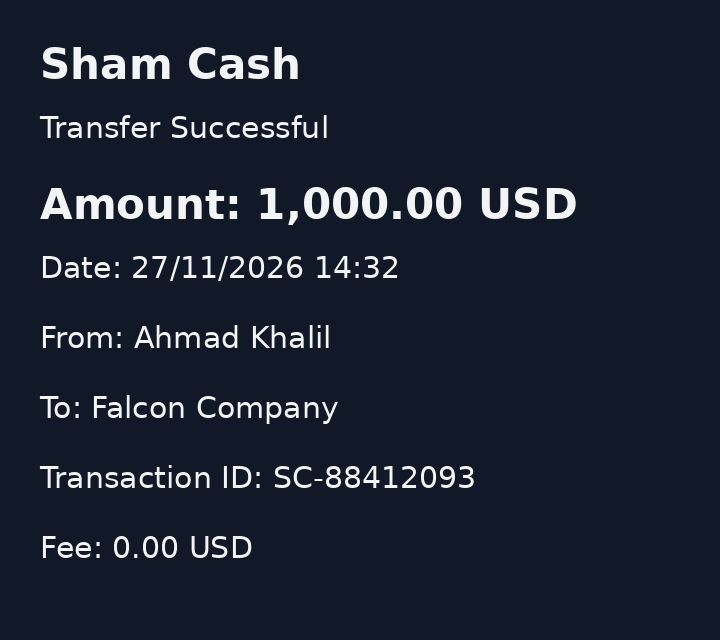 Sham Cash
Transfer Successful
Amount: 1,000.00 USD
Date: 27/11/2026 14:32
From: Ahmad Khalil
To: Falcon Company
Transaction ID: SC-88412093
Fee: 0.00 USD